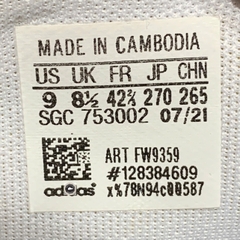 MADE IN CAMBODIA
US UK FR JP CHN
9 8½ 42⅔ 270 265
SGC 753002 07/21
ART FW9359
#128384609
adidas x%78N94c00587